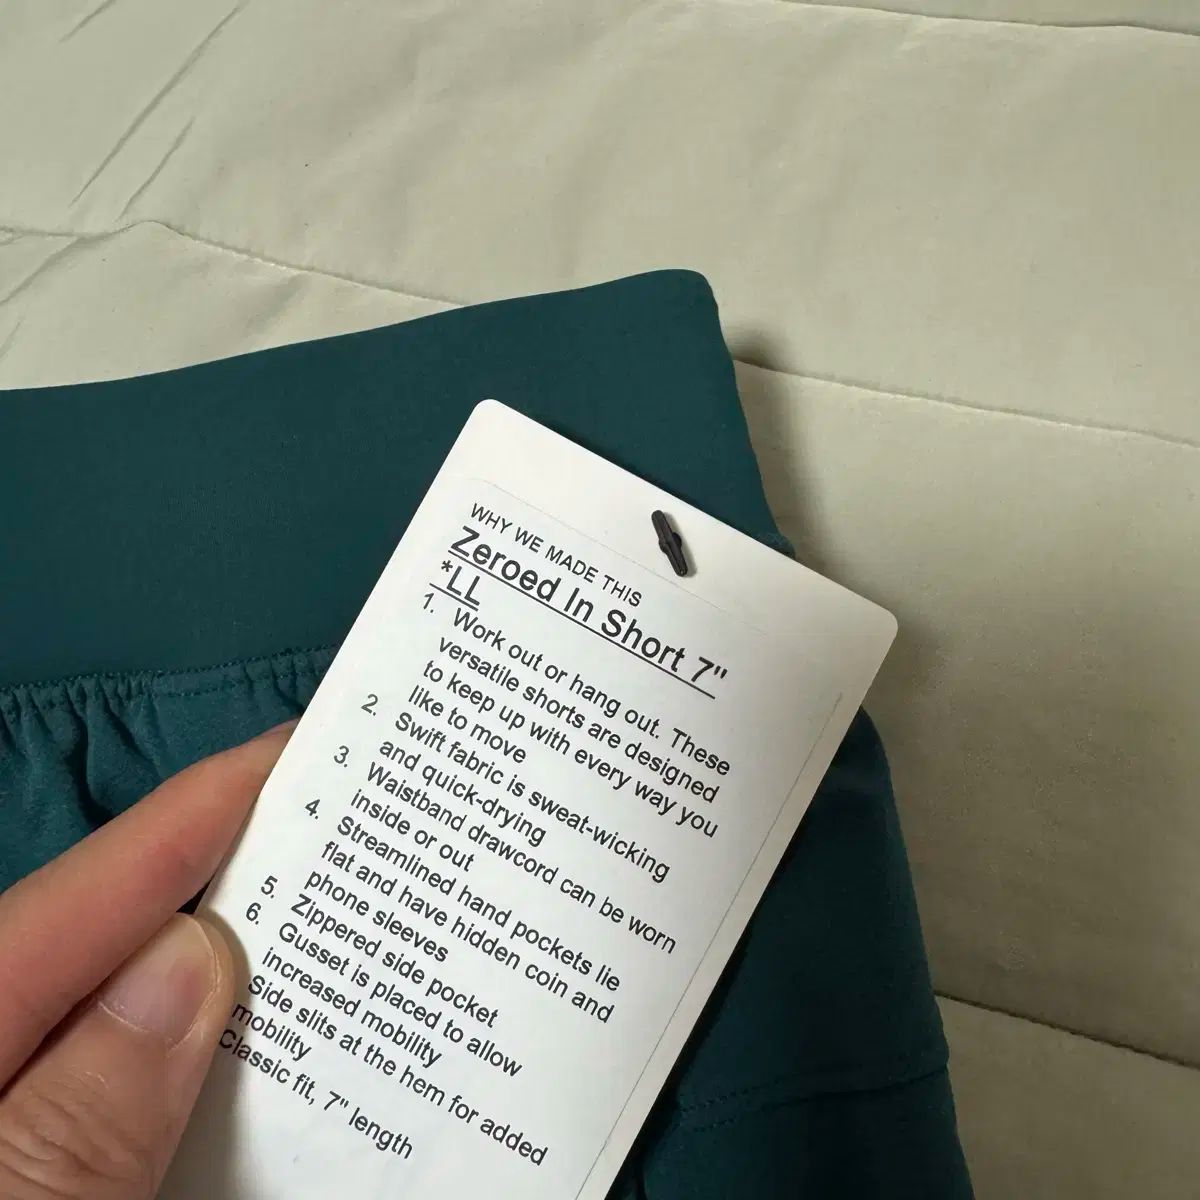 WHY WE MADE THIS
Zeroed In Short 7"
*LL
1. Work out or hang out. These
versatile shorts are designed
to keep up with every way you
like to move
2. Swift fabric is sweat-wicking
and quick-drying
3. Waistband drawcord can be worn
inside or out
4. Streamlined hand pockets lie
flat and have hidden coin and
phone sleeves
5. Zippered side pocket
6. Gusset is placed to allow
increased mobility
Side slits at the hem for added
mobility
Classic fit, 7" length